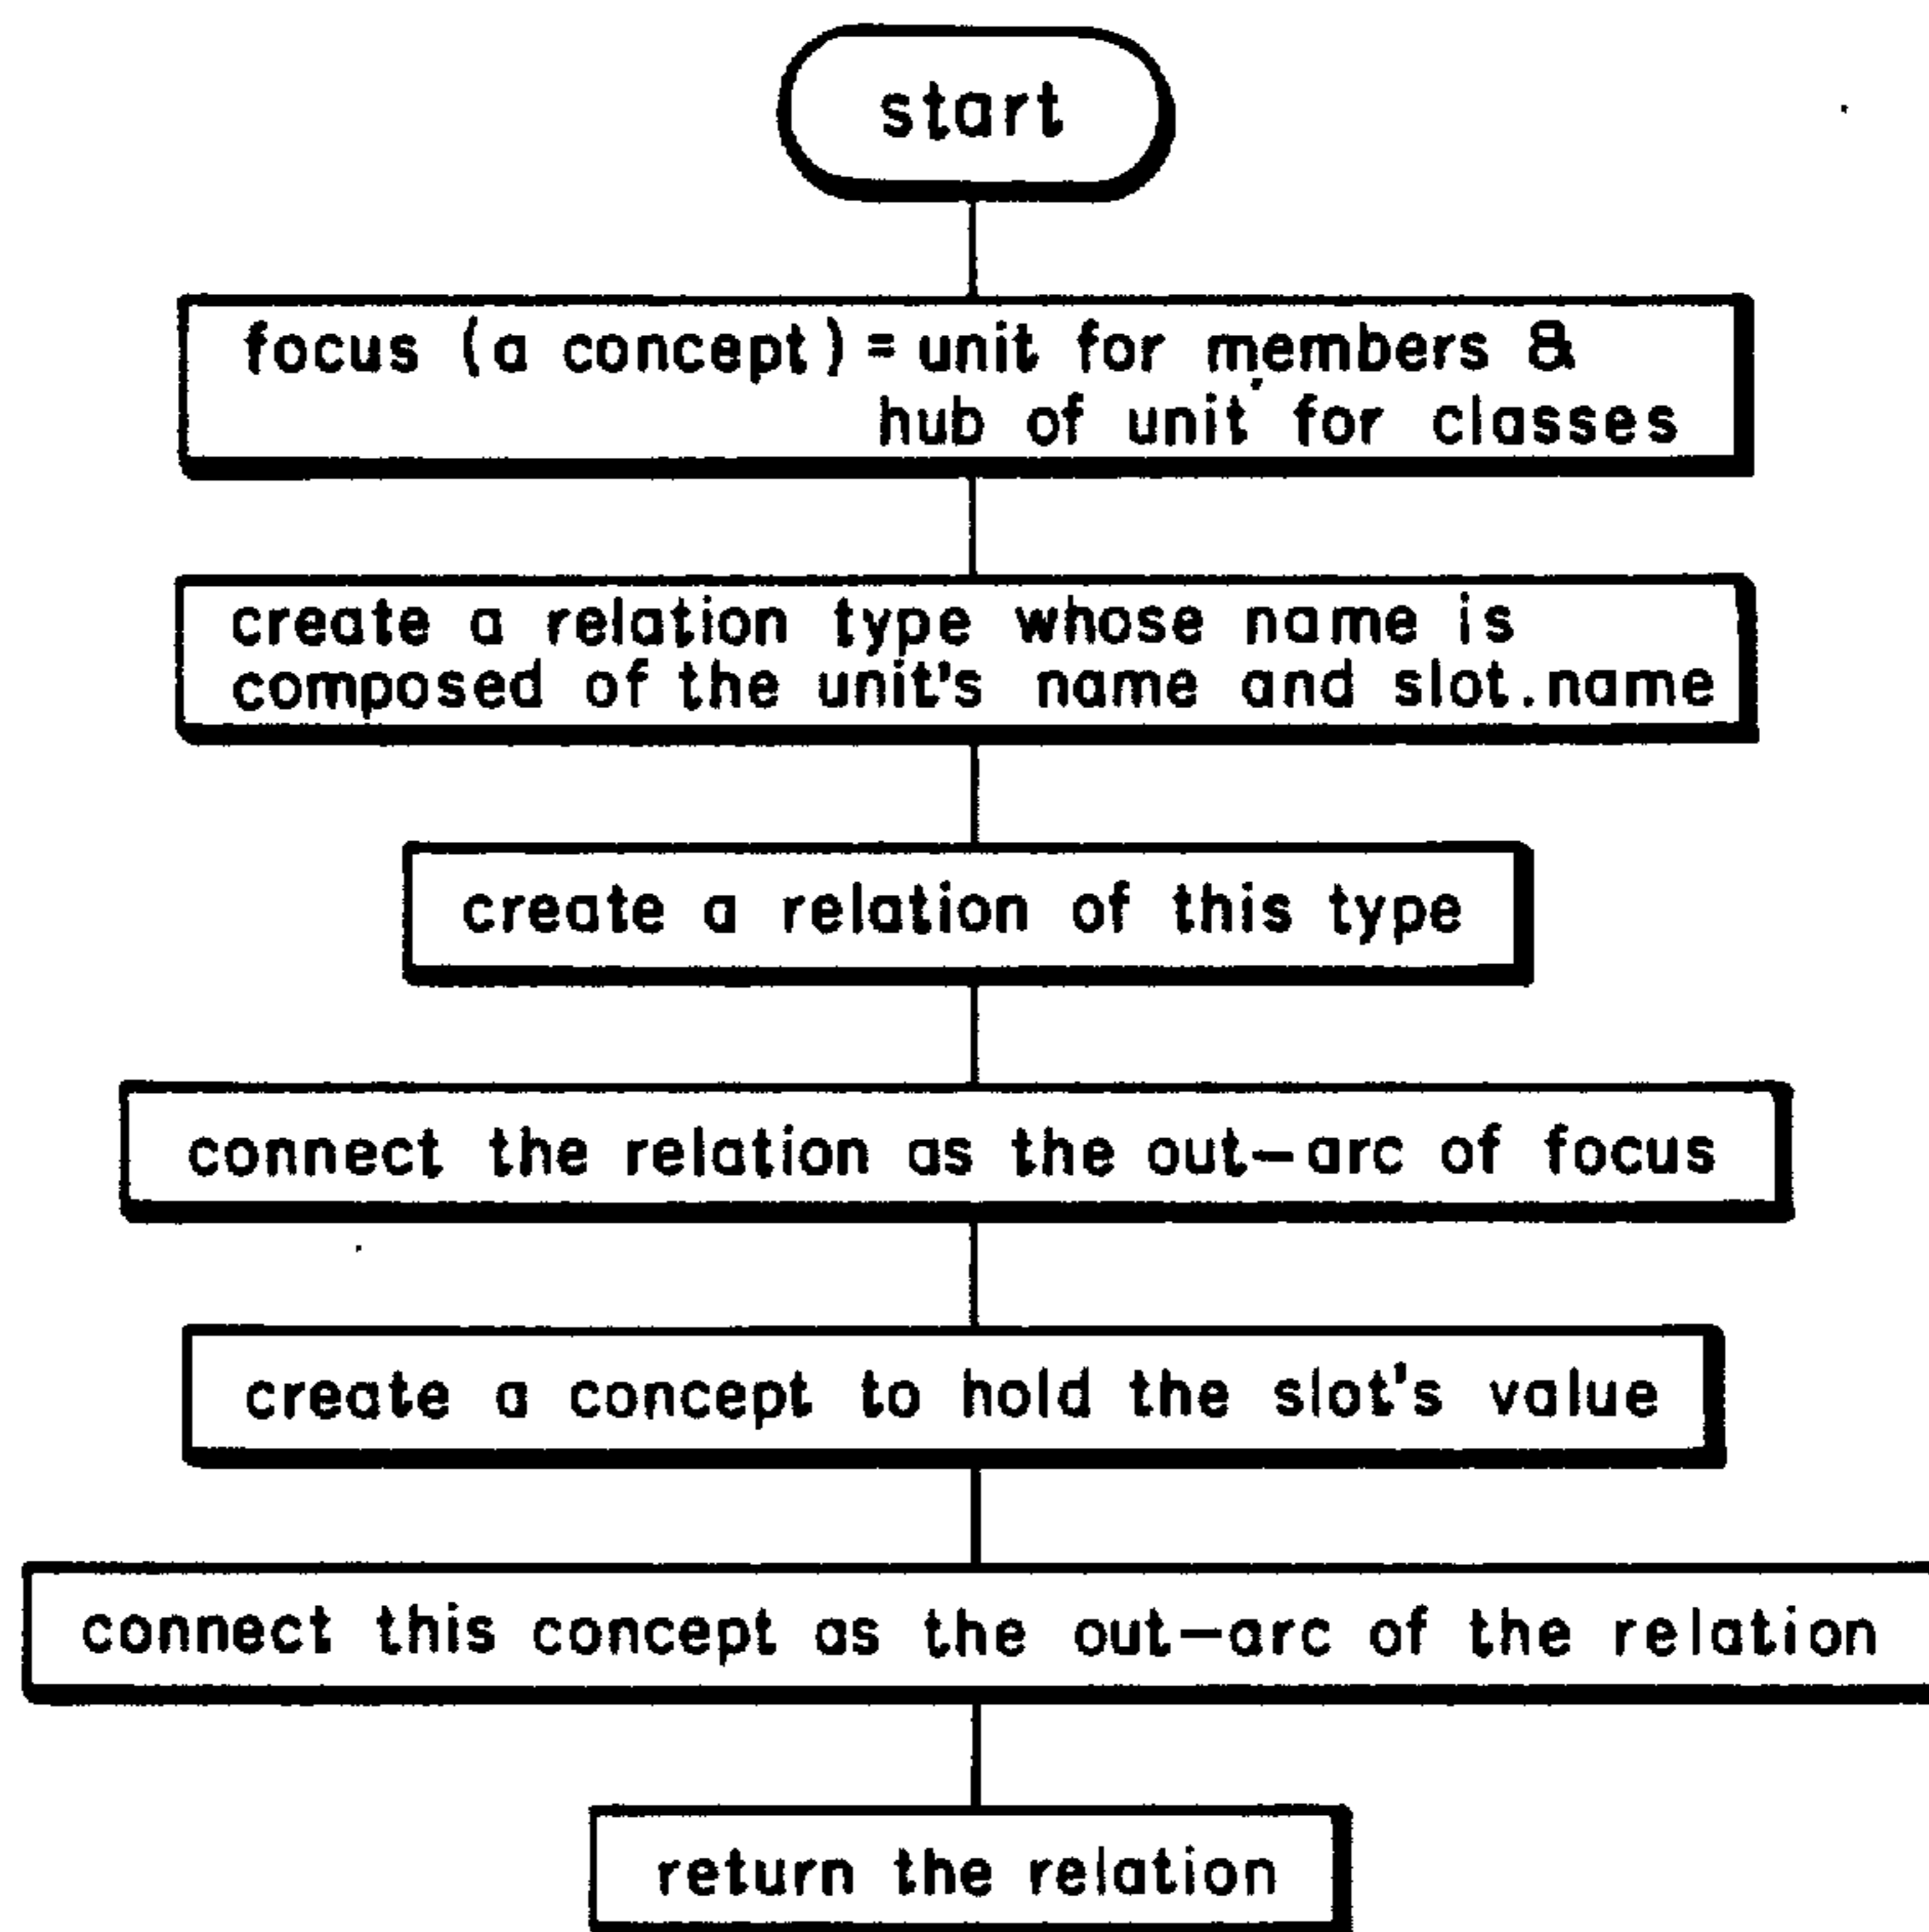 start
focus (a concept) = unit for members &
hub of unit for classes
create a relation type whose name is
composed of the unit's name and slot.name
create a relation of this type
connect the relation as the out-arc of focus
create a concept to hold the slot's value
connect this concept as the out-arc of the relation
return the relation